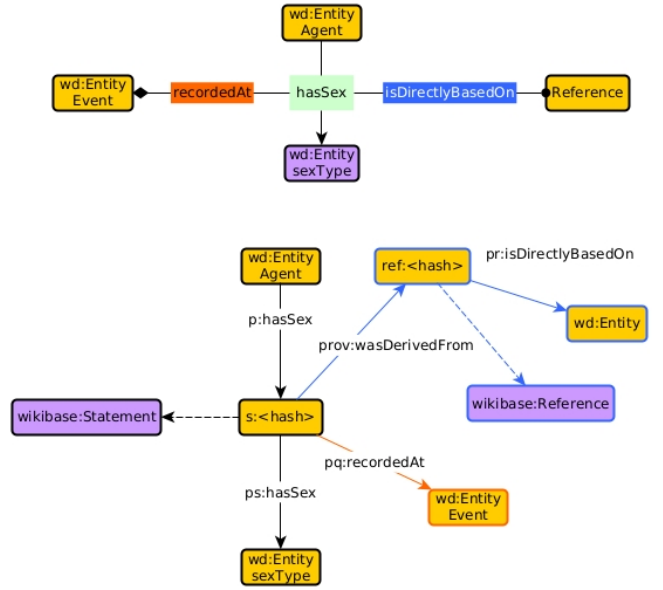 wd:Entity
Agent
wd:Entity
Event
recordedAt
hasSex
isDirectlyBasedOn
Reference
wd:Entity
sexType
wd:Entity
Agent
ref:<hash>
pr:isDirectlyBasedOn
p:hasSex
wd:Entity
prov:wasDerivedFrom
wikibase:Statement
s:<hash>
wikibase:Reference
pq:recordedAt
ps:hasSex
wd:Entity
Event
wd:Entity
sexType